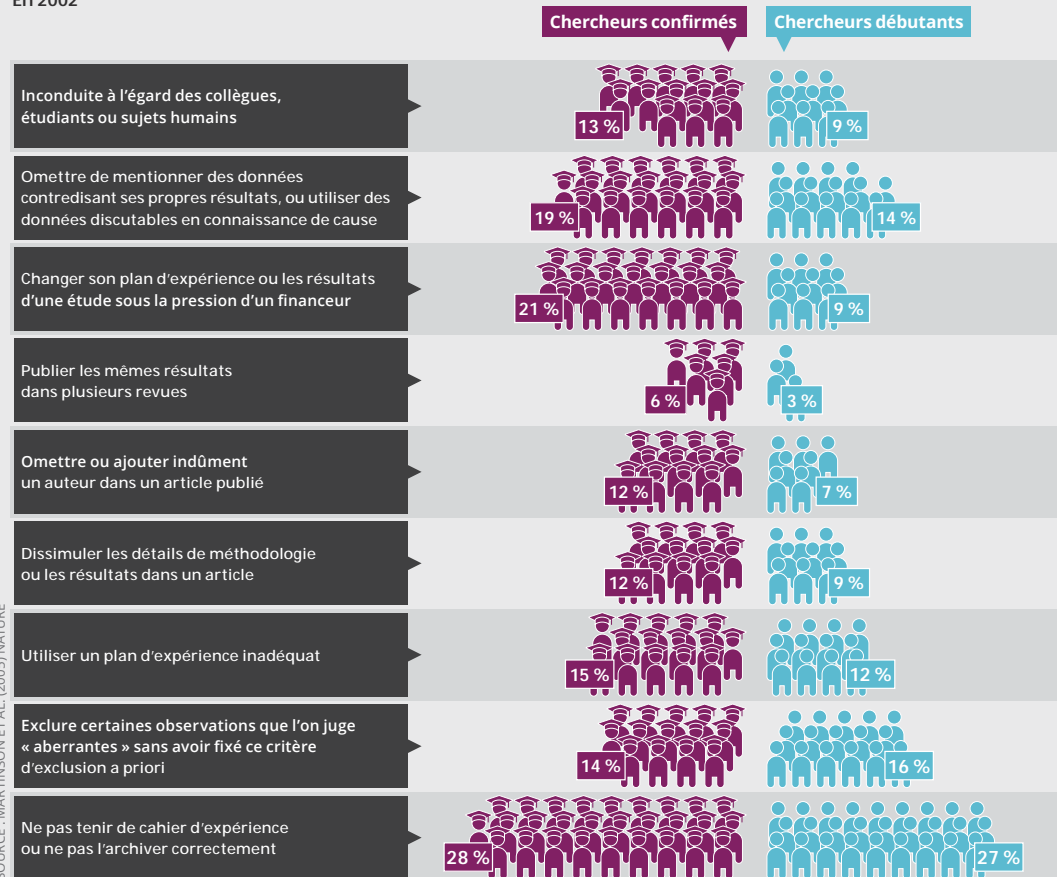 En 2002
Chercheurs confirmés
Chercheurs débutants
Inconduite à l'égard des collègues,
étudiants ou sujets humains
13 %
9 %
Omettre de mentionner des données
contredisant ses propres résultats, ou utiliser des
données discutables en connaissance de cause
19 %
14 %
Changer son plan d'expérience ou les résultats
d'une étude sous la pression d'un financeur
21 %
9 %
Publier les mêmes résultats
dans plusieurs revues
6 %
3 %
Omettre ou ajouter indûment
un auteur dans un article publié
12 %
7 %
Dissimuler les détails de méthodologie
ou les résultats dans un article
12 %
9 %
Utiliser un plan d'expérience inadéquat
15 %
12 %
Exclure certaines observations que l'on juge
« aberrantes » sans avoir fixé ce critère
d'exclusion a priori
14 %
16 %
Ne pas tenir de cahier d'expérience
ou ne pas l'archiver correctement
28 %
27 %
SOURCE : MARTINSON ET AL. (2005) NATURE